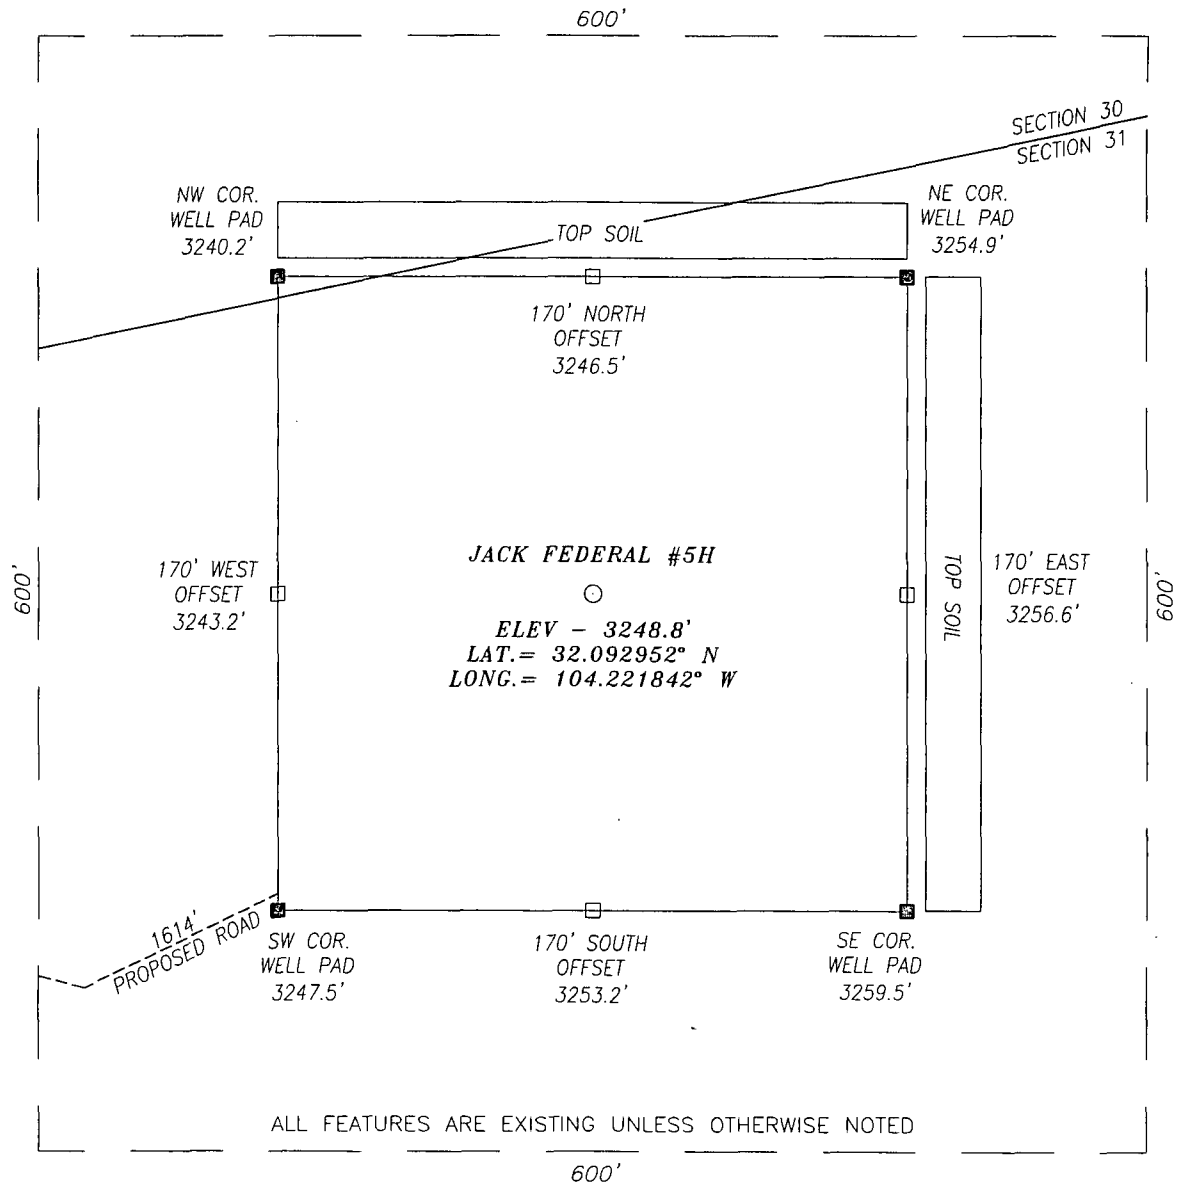 600'
SECTION 30
SECTION 31
NW COR.
WELL PAD
3240.2'
NE COR.
WELL PAD
3254.9'
TOP SOIL
170' NORTH
OFFSET
3246.5'
JACK FEDERAL #5H
600'
170' WEST
OFFSET
3243.2'
TOP SOIL
170' EAST
OFFSET
3256.6'
600'
ELEV - 3248.8'
LAT.= 32.092952° N
LONG.= 104.221842° W
1614'
PROPOSED ROAD
SW COR.
WELL PAD
3247.5'
170' SOUTH
OFFSET
3253.2'
SE COR.
WELL PAD
3259.5'
ALL FEATURES ARE EXISTING UNLESS OTHERWISE NOTED
600'